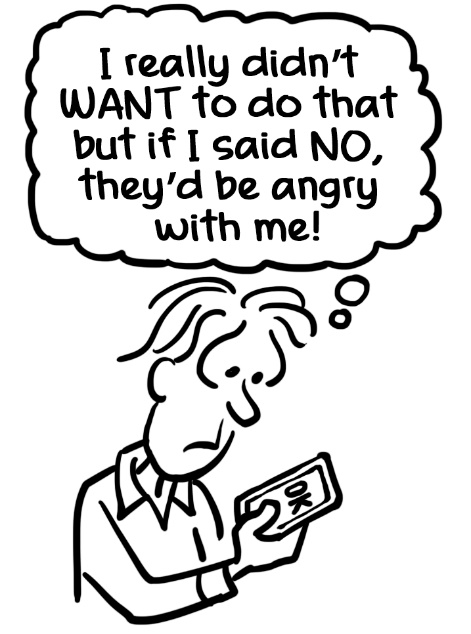 I really didn't
WANT to do that
but if I said NO,
they'd be angry
with me!
OK